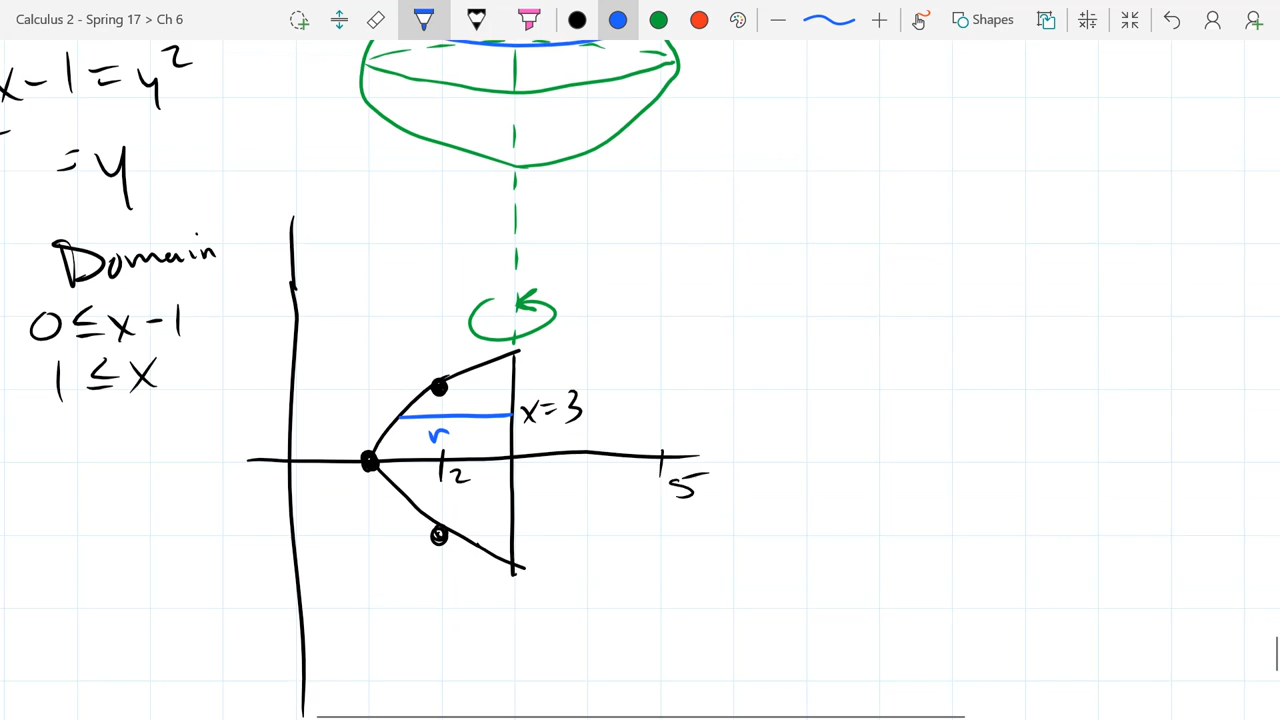 Calculus 2 - Spring 17 > Ch 6
Shapes
x - 1 = y²
= y
Domain
0 ≤ x - 1
1 ≤ x
x = 3
r
2
5